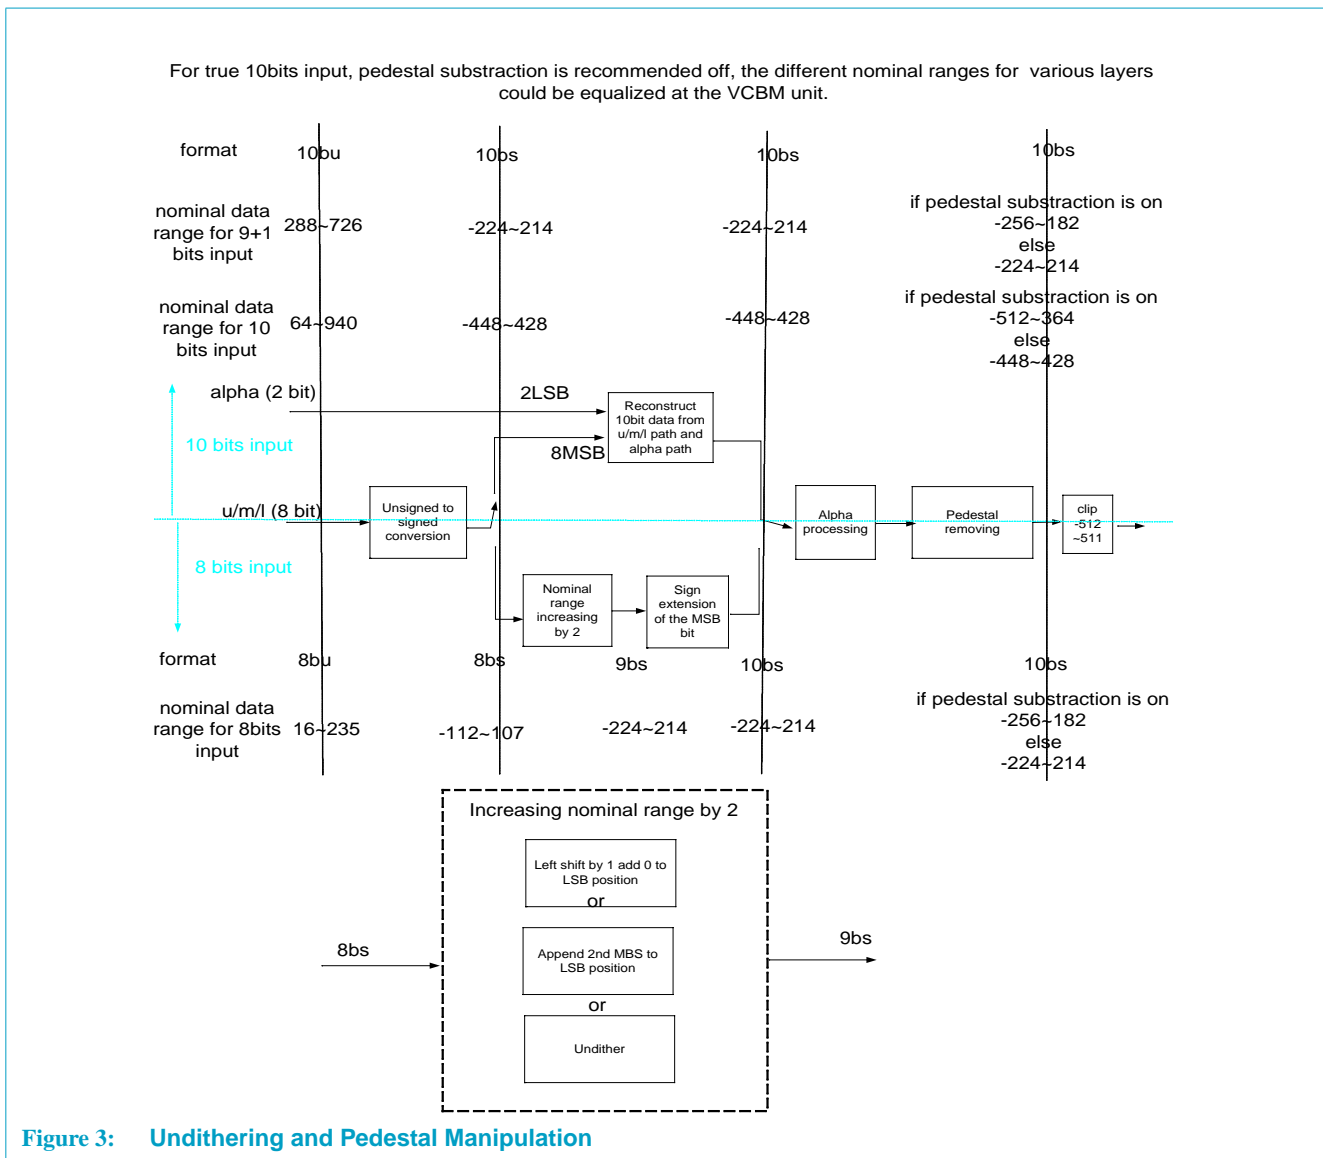 For true 10bits input, pedestal substraction is recommended off, the different nominal ranges for various layers
could be equalized at the VCBM unit.
format
10bu
10bs
10bs
10bs
nominal data
range for 9+1
bits input
288~726
-224~214
-224~214
if pedestal substraction is on
-256~182
else
-224~214
nominal data
range for 10
bits input
64~940
-448~428
-448~428
if pedestal substraction is on
-512~364
else
-448~428
alpha (2 bit)
2LSB
8MSB
Reconstruct
10bit data from
u/m/l path and
alpha path
10 bits input
u/m/l (8 bit)
Unsigned to
signed
conversion
Alpha
processing
Pedestal
removing
clip
-512
~511
8 bits input
Nominal
range
increasing
by 2
Sign
extension
of the MSB
bit
format
8bu
8bs
9bs
10bs
10bs
nominal data
range for 8bits
input
16~235
-112~107
-224~214
-224~214
if pedestal substraction is on
-256~182
else
-224~214
Increasing nominal range by 2
Left shift by 1 add 0 to
LSB position
or
8bs
Append 2nd MBS to
LSB position
9bs
or
Undither
Figure 3: Undithering and Pedestal Manipulation